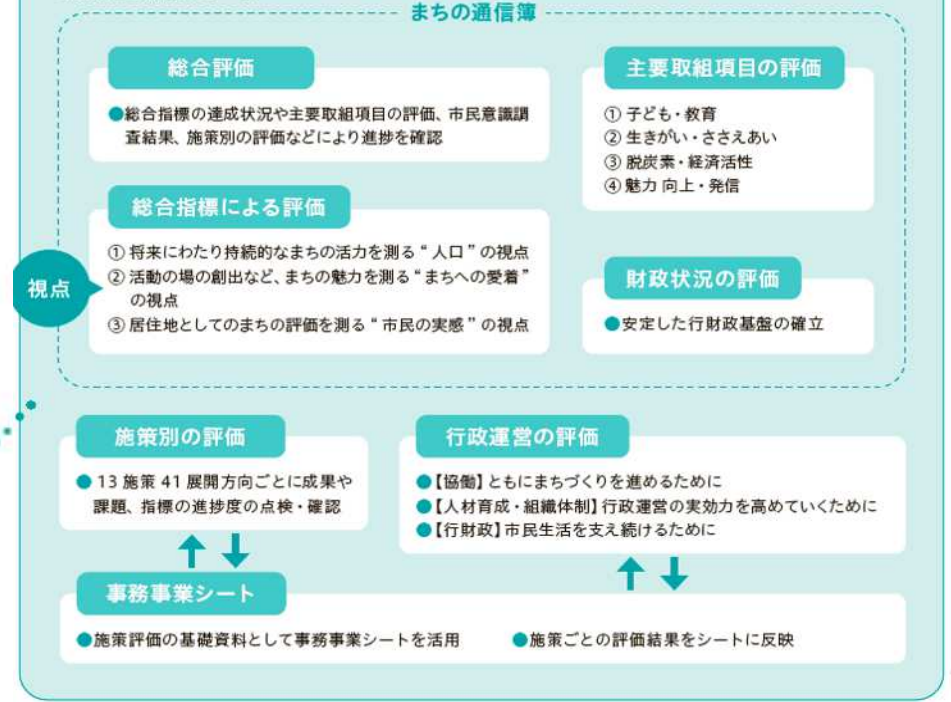 まちの通信簿
総合評価
●総合指標の達成状況や主要取組項目の評価、市民意識調
査結果、施策別の評価などにより進捗を確認
主要取組項目の評価
① 子ども・教育
② 生きがい・ささえあい
③ 脱炭素・経済活性
④ 魅力 向上・発信
視点
総合指標による評価
① 将来にわたり持続的なまちの活力を測る“人口”の視点
② 活動の場の創出など、まちの魅力を測る“まちへの愛着”
の視点
③ 居住地としてのまちの評価を測る“市民の実感”の視点
財政状況の評価
●安定した行財政基盤の確立
施策別の評価
● 13 施策 41 展開方向ごとに成果や
課題、指標の進捗度の点検・確認
行政運営の評価
●【協働】ともにまちづくりを進めるために
●【人材育成・組織体制】行政運営の実効力を高めていくために
●【行財政】市民生活を支え続けるために
事務事業シート
●施策評価の基礎資料として事務事業シートを活用
●施策ごとの評価結果をシートに反映